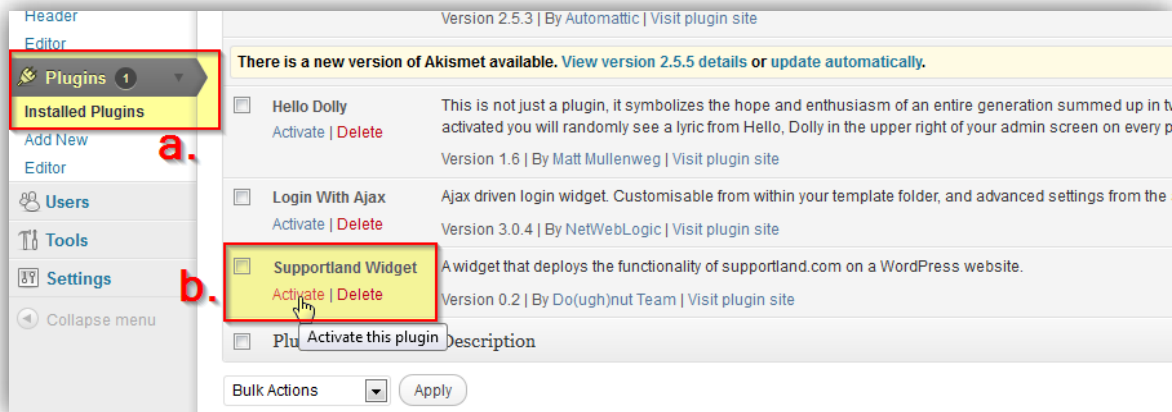 Header
Editor
Plugins 1
Installed Plugins
Add New
a.
Editor
Users
Tools
Settings
Collapse menu
Version 2.5.3 | By Automattic | Visit plugin site
There is a new version of Akismet available. View version 2.5.5 details or update automatically.
Hello Dolly
This is not just a plugin, it symbolizes the hope and enthusiasm of an entire generation summed up in
Activate | Delete
activated you will randomly see a lyric from Hello, Dolly in the upper right of your admin screen on every
Version 1.6 | By Matt Mullenweg | Visit plugin site
Login With Ajax
Ajax driven login widget. Customisable from within your template folder, and advanced settings from the
Activate | Delete
Version 3.0.4 | By NetWebLogic | Visit plugin site
b.
Supportland Widget
A widget that deploys the functionality of supportland.com on a WordPress website.
Activate | Delete
Version 0.2 | By Do(ugh)nut Team | Visit plugin site
Activate this plugin
Plu
Description
Bulk Actions
Apply